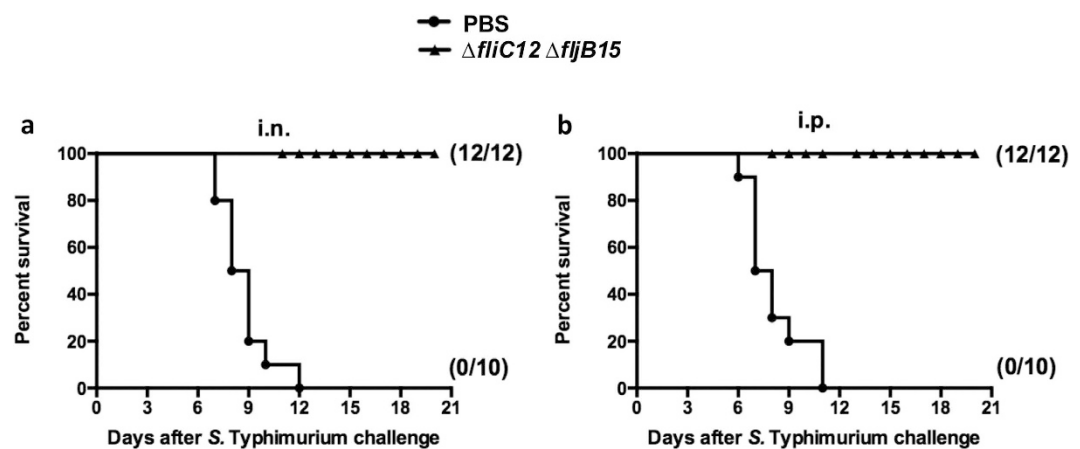 PBS
ΔfliC12 ΔfljB15
a
i.n.
100
80
60
40
20
0
Percent survival
(12/12)
(0/10)
0 3 6 9 12 15 18 21
Days after S. Typhimurium challenge
b
i.p.
100
80
60
40
20
0
Percent survival
(12/12)
(0/10)
0 3 6 9 12 15 18 21
Days after S. Typhimurium challenge